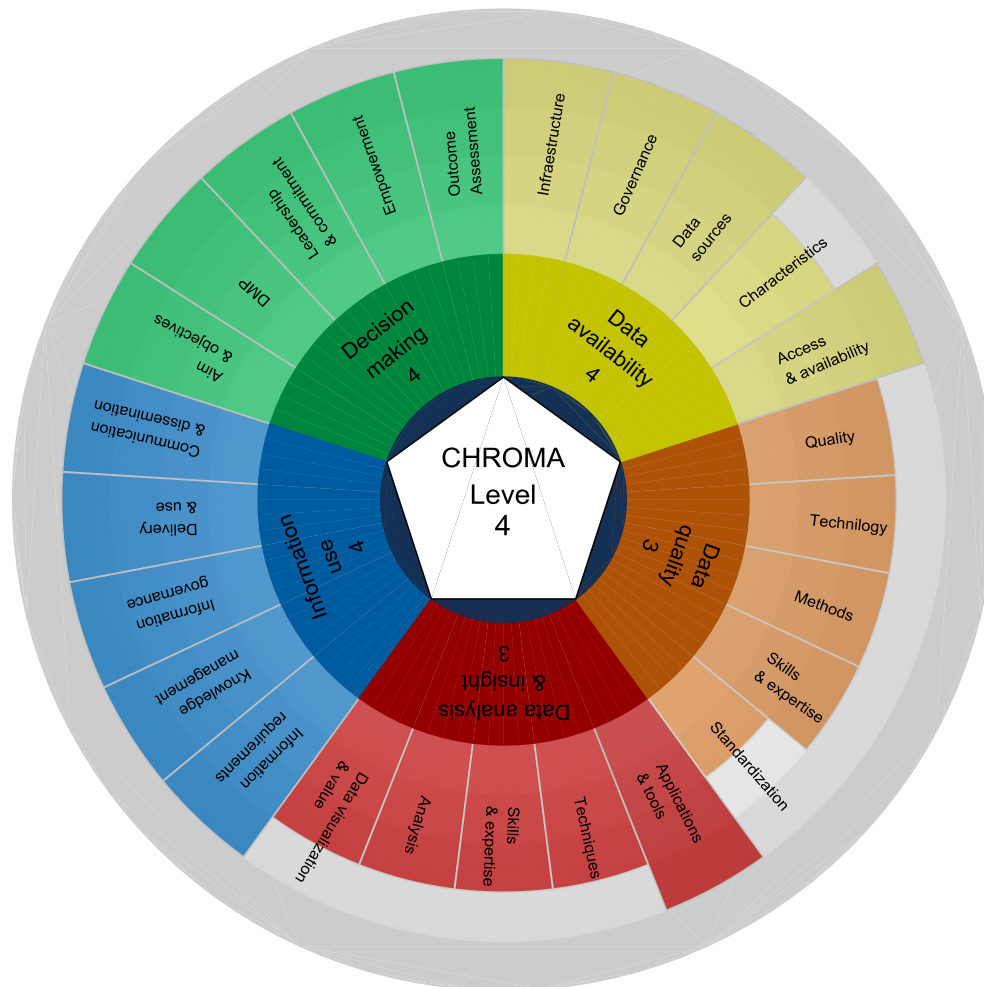 CHROMA
Level
4
Data
availability
4
Infraestructure
Governance
Data
sources
Characteristics
Access
& availability
Data
quality
3
Quality
Technilogy
Methods
Skills
& expertise
Standardization
Data analysis
& insight
3
Applications
& tools
Techniques
Skills
& expertise
Analysis
Data visualization
& value
Information
use
4
Information
requirements
Knowledge
management
Information
governance
Delivery
& use
Communication
& dissemination
Decision
making
4
Aim
& objectives
DMP
Leadership
& commitment
Empowerment
Outcome
Assessment